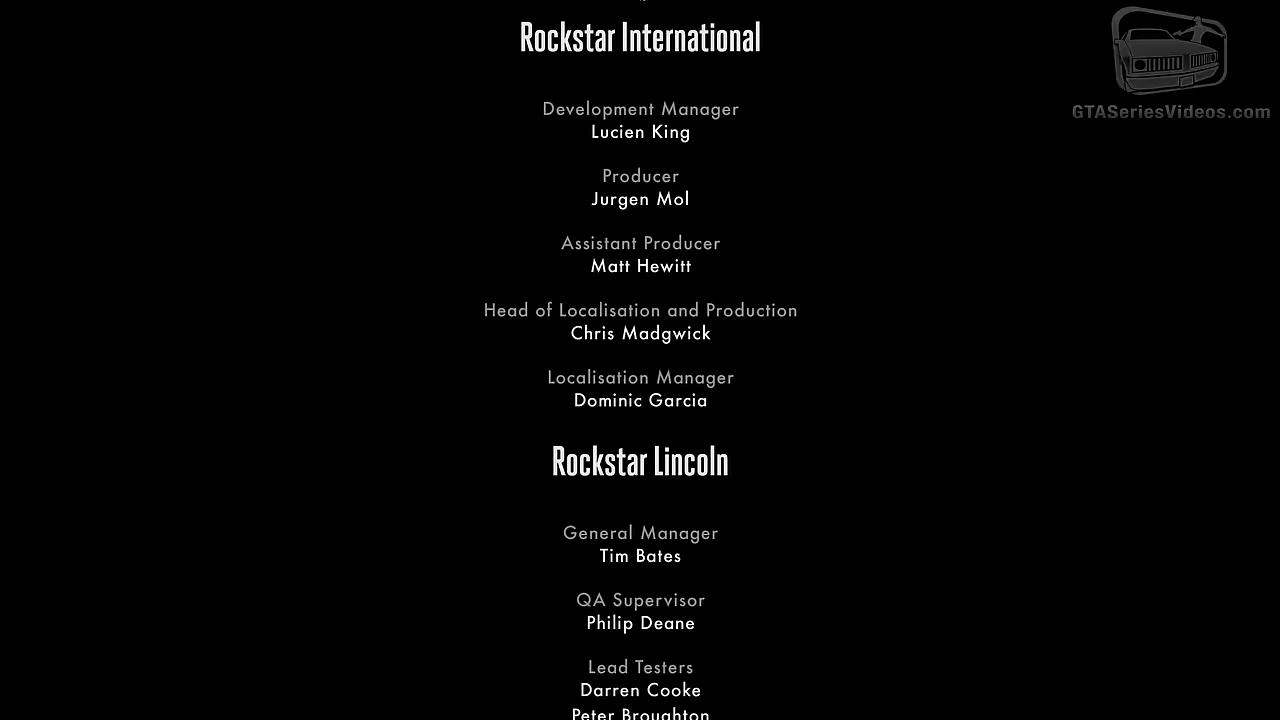 Rockstar International
GTASeriesVideos.com
Development Manager
Lucien King
Producer
Jurgen Mol
Assistant Producer
Matt Hewitt
Head of Localisation and Production
Chris Madgwick
Localisation Manager
Dominic Garcia
Rockstar Lincoln
General Manager
Tim Bates
QA Supervisor
Philip Deane
Lead Testers
Darren Cooke
Peter Broughton